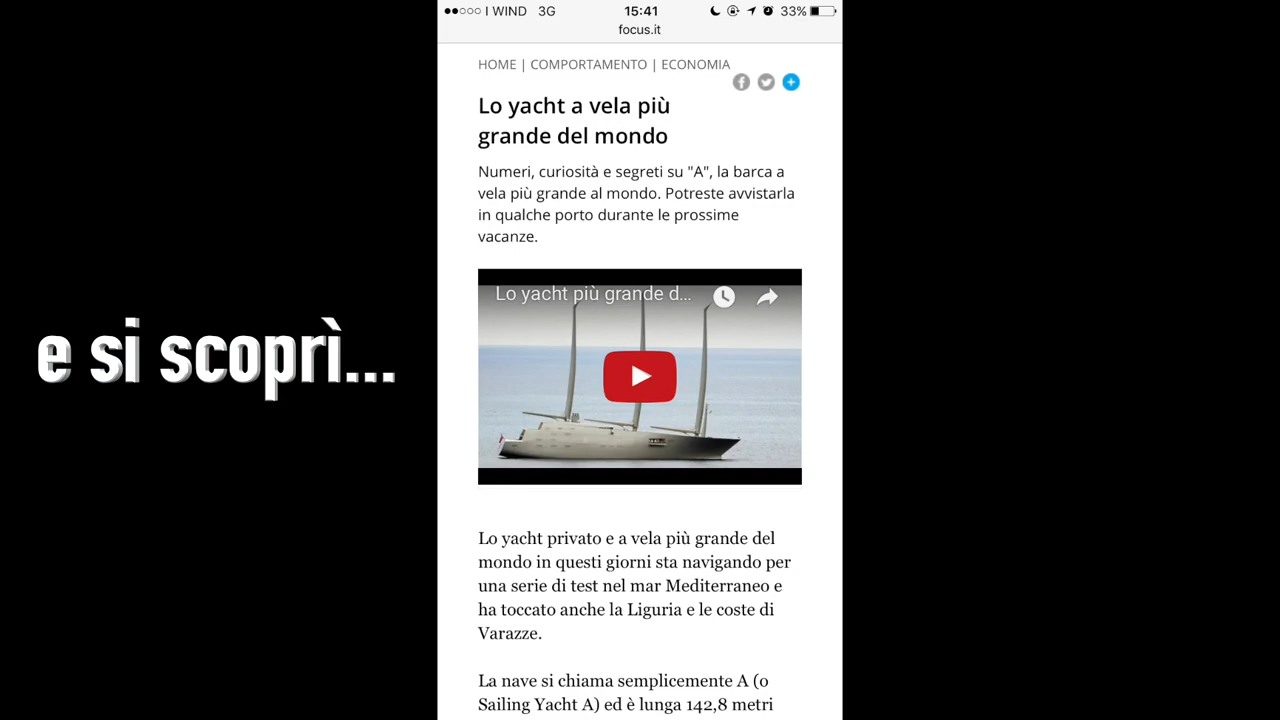 I WIND 3G 15:41 33%
focus.it
HOME | COMPORTAMENTO | ECONOMIA
Lo yacht a vela più
grande del mondo
Numeri, curiosità e segreti su "A", la barca a
vela più grande al mondo. Potreste avvistarla
in qualche porto durante le prossime
vacanze.
Lo yacht più grande d...
e si scoprì...
Lo yacht privato e a vela più grande del
mondo in questi giorni sta navigando per
una serie di test nel mar Mediterraneo e
ha toccato anche la Liguria e le coste di
Varazze.
La nave si chiama semplicemente A (o
Sailing Yacht A) ed è lunga 142,8 metri